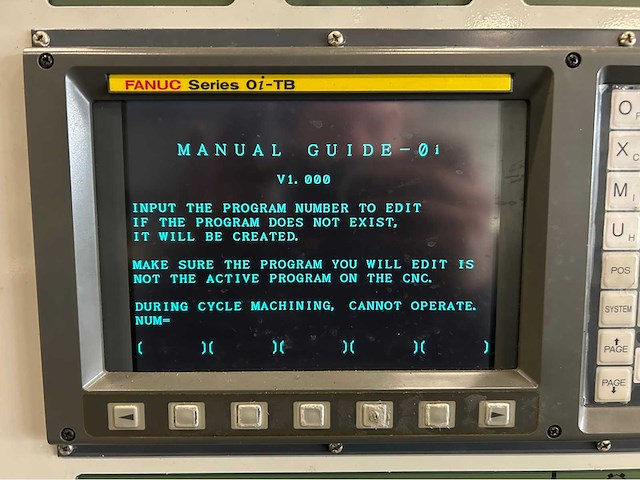 FANUC Series 0i-TB
MANUAL GUIDE-0i
V1.000
INPUT THE PROGRAM NUMBER TO EDIT
IF THE PROGRAM DOES NOT EXIST,
IT WILL BE CREATED.
MAKE SURE THE PROGRAM YOU WILL EDIT IS
NOT THE ACTIVE PROGRAM ON THE CNC.
DURING CYCLE MACHINING, CANNOT OPERATE.
NUM=
( )( )( )( )( )
O
X
M
U H
POS
SYSTEM
PAGE
PAGE